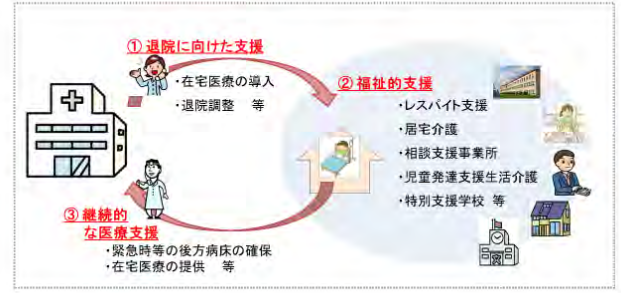 ① 退院に向けた支援
・在宅医療の導入
・退院調整　等
② 福祉的支援
・レスパイト支援
・居宅介護
・相談支援事業所
・児童発達支援生活介護
・特別支援学校 等
③ 継続的
な医療支援
・緊急時等の後方病床の確保
・在宅医療の提供　等